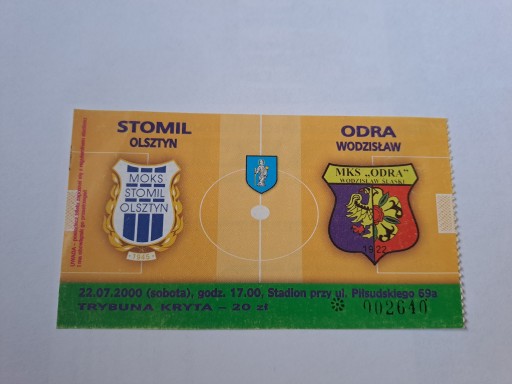 STOMIL
OLSZTYN
ODRA
WODZISŁAW
MOKS
STOMIL
OLSZTYN
1945
MKS „ODRA”
WODZISŁAW ŚLĄSKI
1922
22.07.2000 (sobota), godz. 17.00, Stadion przy ul. Piłsudskiego 69a
TRYBUNA KRYTA – 20 zł
002640